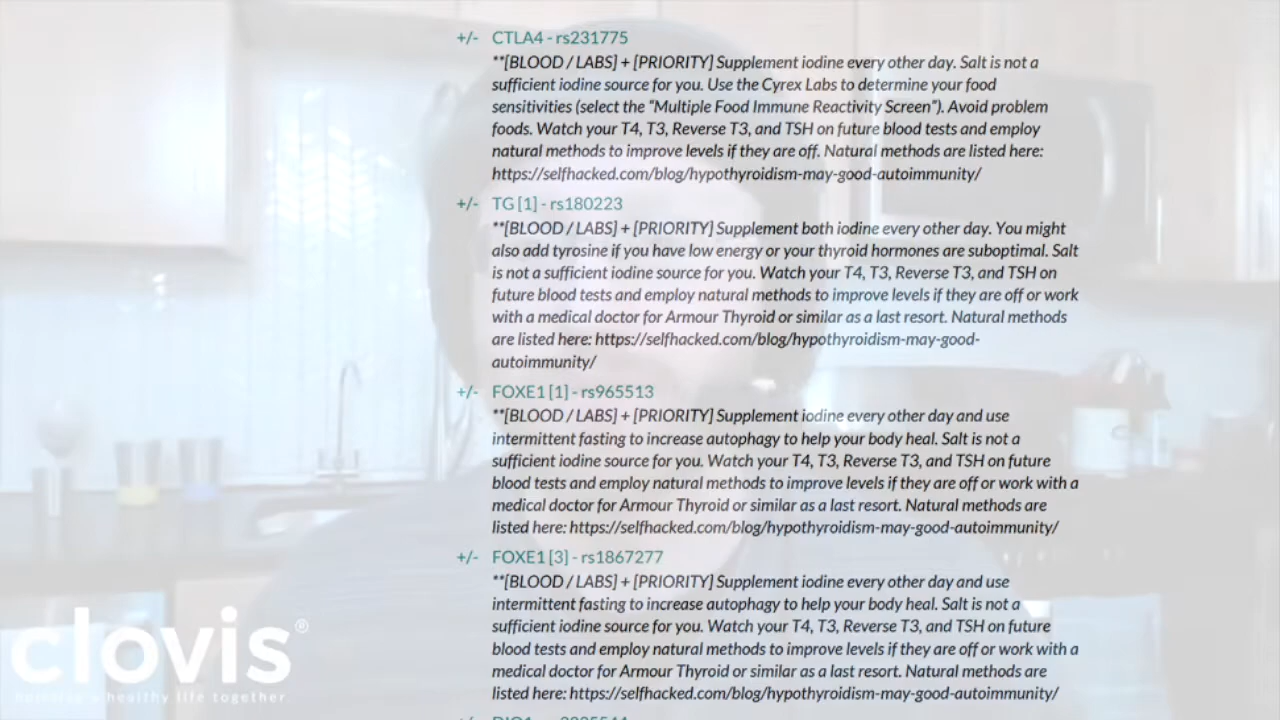 +/- CTLA4 - rs231775
**[BLOOD / LABS] + [PRIORITY] Supplement iodine every other day. Salt is not a
sufficient iodine source for you. Use the Cyrex Labs to determine your food
sensitivities (select the “Multiple Food Immune Reactivity Screen”). Avoid problem
foods. Watch your T4, T3, Reverse T3, and TSH on future blood tests and employ
natural methods to improve levels if they are off. Natural methods are listed here:
https://selfhacked.com/blog/hypothyroidism-may-good-autoimmunity/
+/- TG [1] - rs180223
**[BLOOD / LABS] + [PRIORITY] Supplement both iodine every other day. You might
also add tyrosine if you have low energy or your thyroid hormones are suboptimal. Salt
is not a sufficient iodine source for you. Watch your T4, T3, Reverse T3, and TSH on
future blood tests and employ natural methods to improve levels if they are off or work
with a medical doctor for Armour Thyroid or similar as a last resort. Natural methods
are listed here: https://selfhacked.com/blog/hypothyroidism-may-good-
autoimmunity/
+/- FOXE1 [1] - rs965513
**[BLOOD / LABS] + [PRIORITY] Supplement iodine every other day and use
intermittent fasting to increase autophagy to help your body heal. Salt is not a
sufficient iodine source for you. Watch your T4, T3, Reverse T3, and TSH on future
blood tests and employ natural methods to improve levels if they are off or work with a
medical doctor for Armour Thyroid or similar as a last resort. Natural methods are
listed here: https://selfhacked.com/blog/hypothyroidism-may-good-autoimmunity/
+/- FOXE1 [3] - rs1867277
**[BLOOD / LABS] + [PRIORITY] Supplement iodine every other day and use
intermittent fasting to increase autophagy to help your body heal. Salt is not a
sufficient iodine source for you. Watch your T4, T3, Reverse T3, and TSH on future
blood tests and employ natural methods to improve levels if they are off or work with a
medical doctor for Armour Thyroid or similar as a last resort. Natural methods are
listed here: https://selfhacked.com/blog/hypothyroidism-may-good-autoimmunity/
clovis®
building a healthy life together